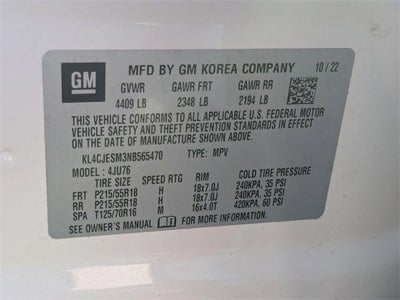 GM MFD BY GM KOREA COMPANY 10/22
GVWR GAWR FRT GAWR RR
4409 LB 2348 LB 2194 LB
THIS VEHICLE CONFORMS TO ALL APPLICABLE U.S. FEDERAL MOTOR
VEHICLE SAFETY AND THEFT PREVENTION STANDARDS IN EFFECT ON THE
DATE OF MANUFACTURE SHOWN ABOVE.
KL4CJESM3NB565470 TYPE: MPV
MODEL: 4JU76
TIRE SIZE SPEED RTG RIM COLD TIRE PRESSURE
FRT P215/55R18 H 18x7.0J 240KPA, 35 PSI
RR P215/55R18 H 18x7.0J 240KPA, 35 PSI
SPA T125/70R16 M 16x4.0T 420KPA, 60 PSI
SEE OWNER'S MANUAL FOR MORE INFORMATION.